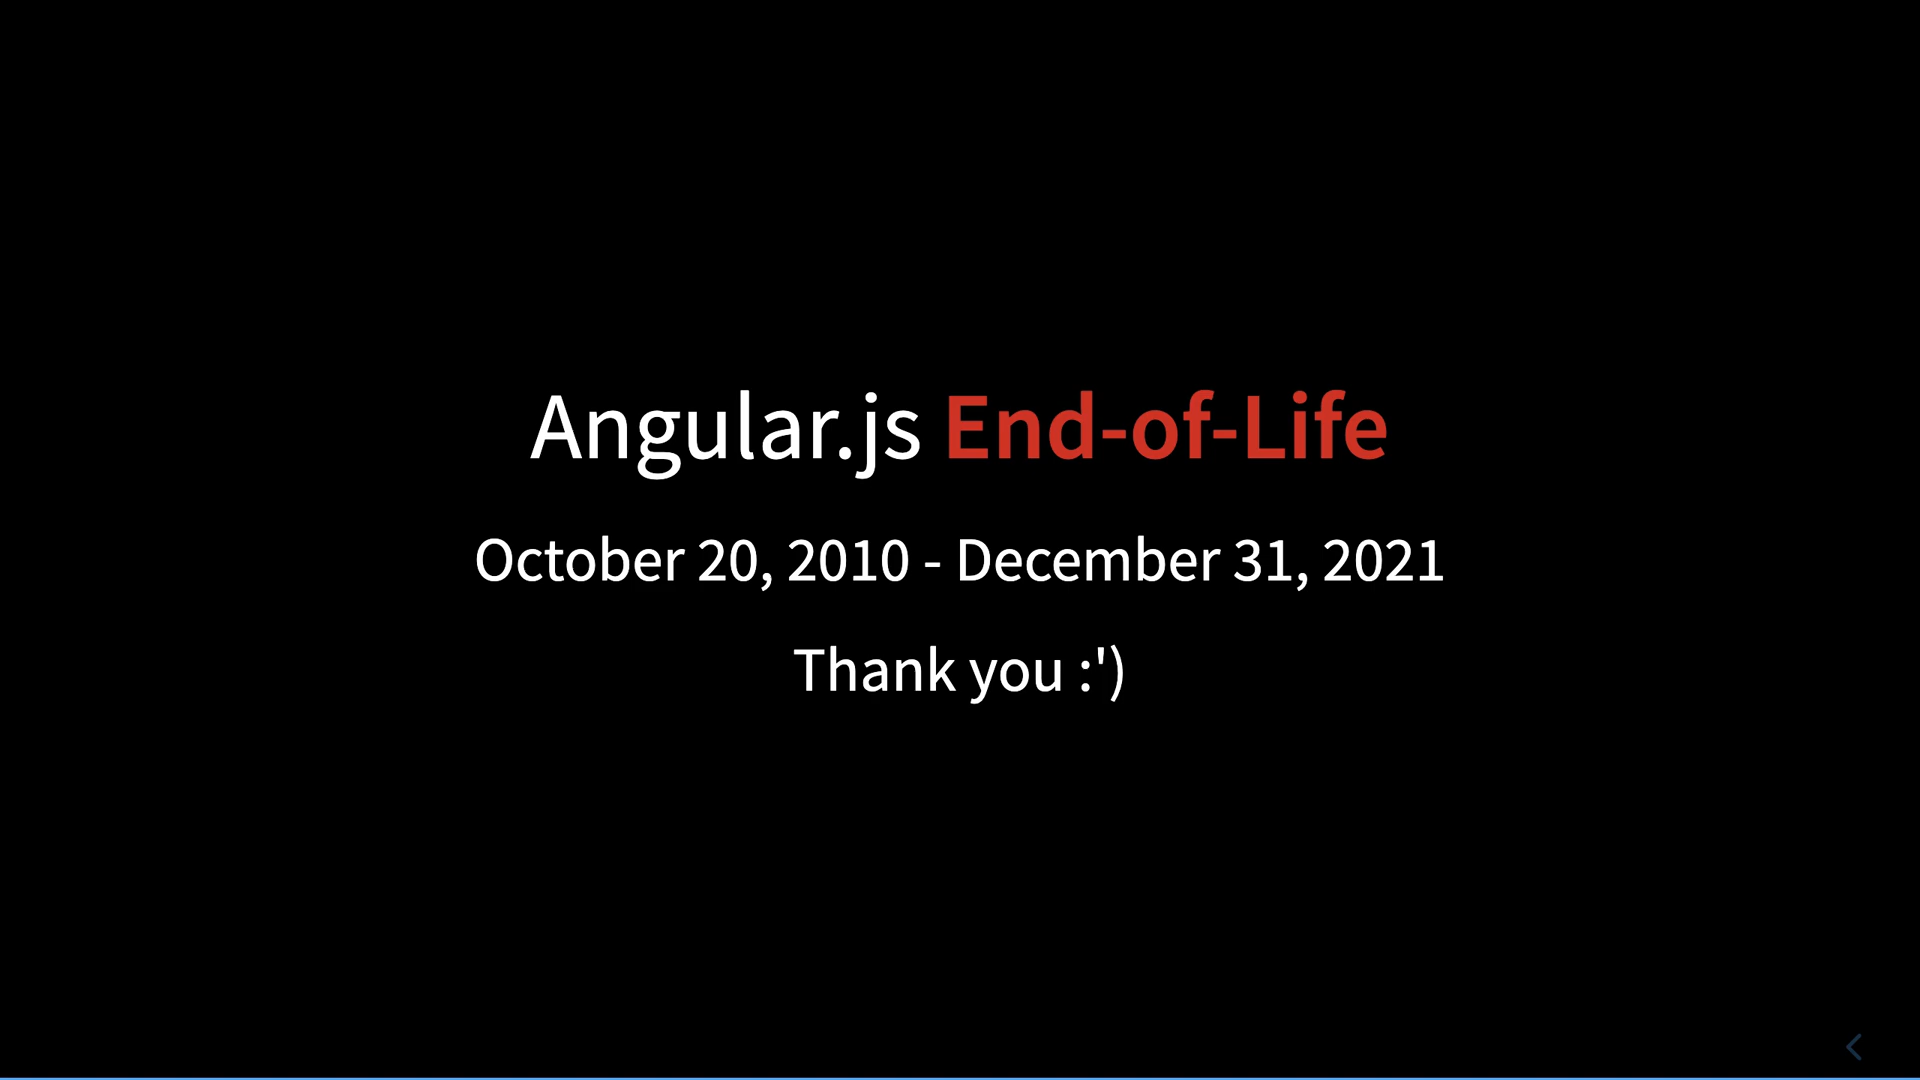 Angular.js End-of-Life
October 20, 2010 - December 31, 2021
Thank you :')